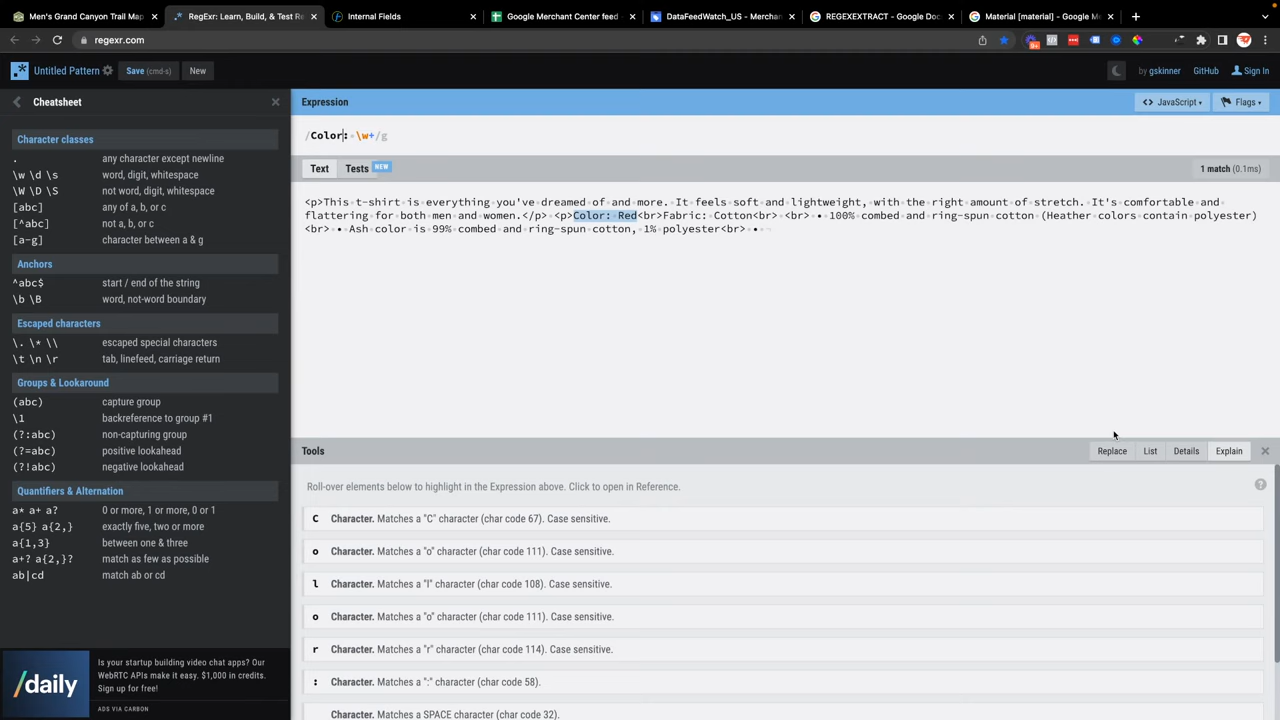 Men's Grand Canyon Trail Map
RegExr: Learn, Build, & Test Re
Internal Fields
Google Merchant Center feed
DataFeedWatch_US - Merchan
REGEXEXTRACT - Google Doc
Material [material] - Google M
regexr.com
Untitled Pattern
Save (cmd-s)
New
by gskinner
GitHub
Sign In
Cheatsheet
Expression
JavaScript
Flags
Character classes
. any character except newline
\w \d \s word, digit, whitespace
\W \D \S not word, digit, whitespace
[abc] any of a, b, or c
[^abc] not a, b, or c
[a-g] character between a & g
Anchors
^abc$ start / end of the string
\b \B word, not-word boundary
Escaped characters
\. \* \\ escaped special characters
\t \n \r tab, linefeed, carriage return
Groups & Lookaround
(abc) capture group
\1 backreference to group #1
(?:abc) non-capturing group
(?=abc) positive lookahead
(?!abc) negative lookahead
Quantifiers & Alternation
a* a+ a? 0 or more, 1 or more, 0 or 1
a{5} a{2,} exactly five, two or more
a{1,3} between one & three
a+? a{2,}? match as few as possible
ab|cd match ab or cd
/daily
Is your startup building video chat apps? Our
WebRTC APIs make it easy. $1,000 in credits.
Sign up for free!
ADS VIA CARBON
/Color: \w+/g
Text
Tests NEW
1 match (0.1ms)
<p>This t-shirt is everything you've dreamed of and more. It feels soft and lightweight, with the right amount of stretch. It's comfortable and
flattering for both men and women.</p> <p>Color: Red<br>Fabric: Cotton<br> <br> • 100% combed and ring-spun cotton (Heather colors contain polyester)
<br> • Ash color is 99% combed and ring-spun cotton, 1% polyester<br> •
Tools
Replace
List
Details
Explain
Roll-over elements below to highlight in the Expression above. Click to open in Reference.
C Character. Matches a "C" character (char code 67). Case sensitive.
o Character. Matches a "o" character (char code 111). Case sensitive.
l Character. Matches a "l" character (char code 108). Case sensitive.
o Character. Matches a "o" character (char code 111). Case sensitive.
r Character. Matches a "r" character (char code 114). Case sensitive.
: Character. Matches a ":" character (char code 58).
Character. Matches a SPACE character (char code 32).